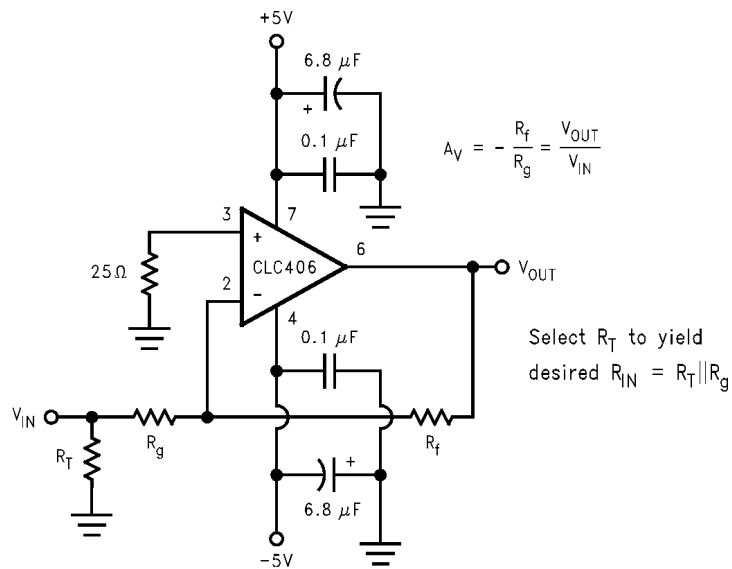 +5V
6.8 μF
+
0.1 μF
A_V = - R_f/R_g = V_OUT/V_IN
3
7
+
CLC406
6
25Ω
2
-
4
V_OUT
0.1 μF
Select R_T to yield
desired R_IN = R_T||R_g
V_IN
R_g
R_f
R_T
+
6.8 μF
-5V